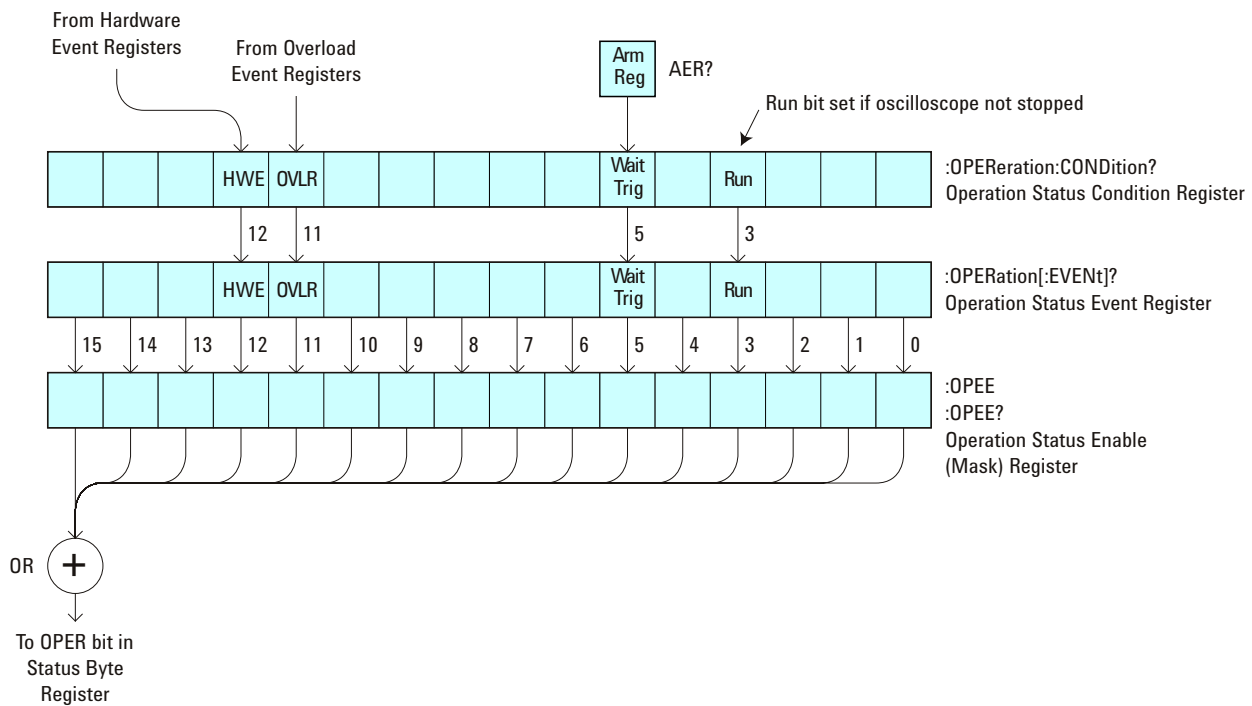 From Hardware
Event Registers
From Overload
Event Registers
Arm
Reg
AER?
Run bit set if oscilloscope not stopped
HWE OVLR Wait Trig Run
:OPEReration:CONDition?
Operation Status Condition Register
12 11 5 3
HWE OVLR Wait Trig Run
:OPERation[:EVENt]?
Operation Status Event Register
15 14 13 12 11 10 9 8 7 6 5 4 3 2 1 0
:OPEE
:OPEE?
Operation Status Enable
(Mask) Register
OR +
To OPER bit in
Status Byte
Register